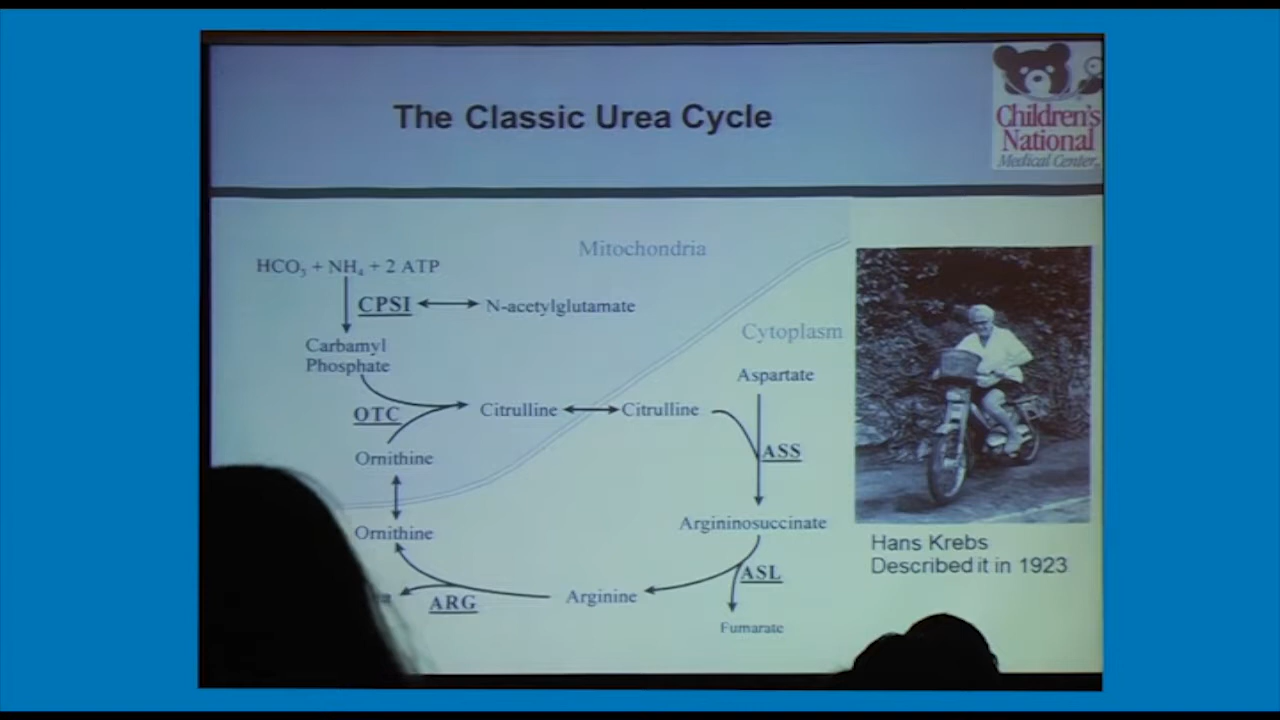 The Classic Urea Cycle
Children's
National
Medical Center
Mitochondria
HCO₃ + NH₄ + 2 ATP
CPSI
N-acetylglutamate
Cytoplasm
Carbamyl
Phosphate
Aspartate
OTC
Citrulline
Citrulline
ASS
Ornithine
Argininosuccinate
Ornithine
Hans Krebs
Described it in 1923
ASL
Arginine
ARG
Fumarate